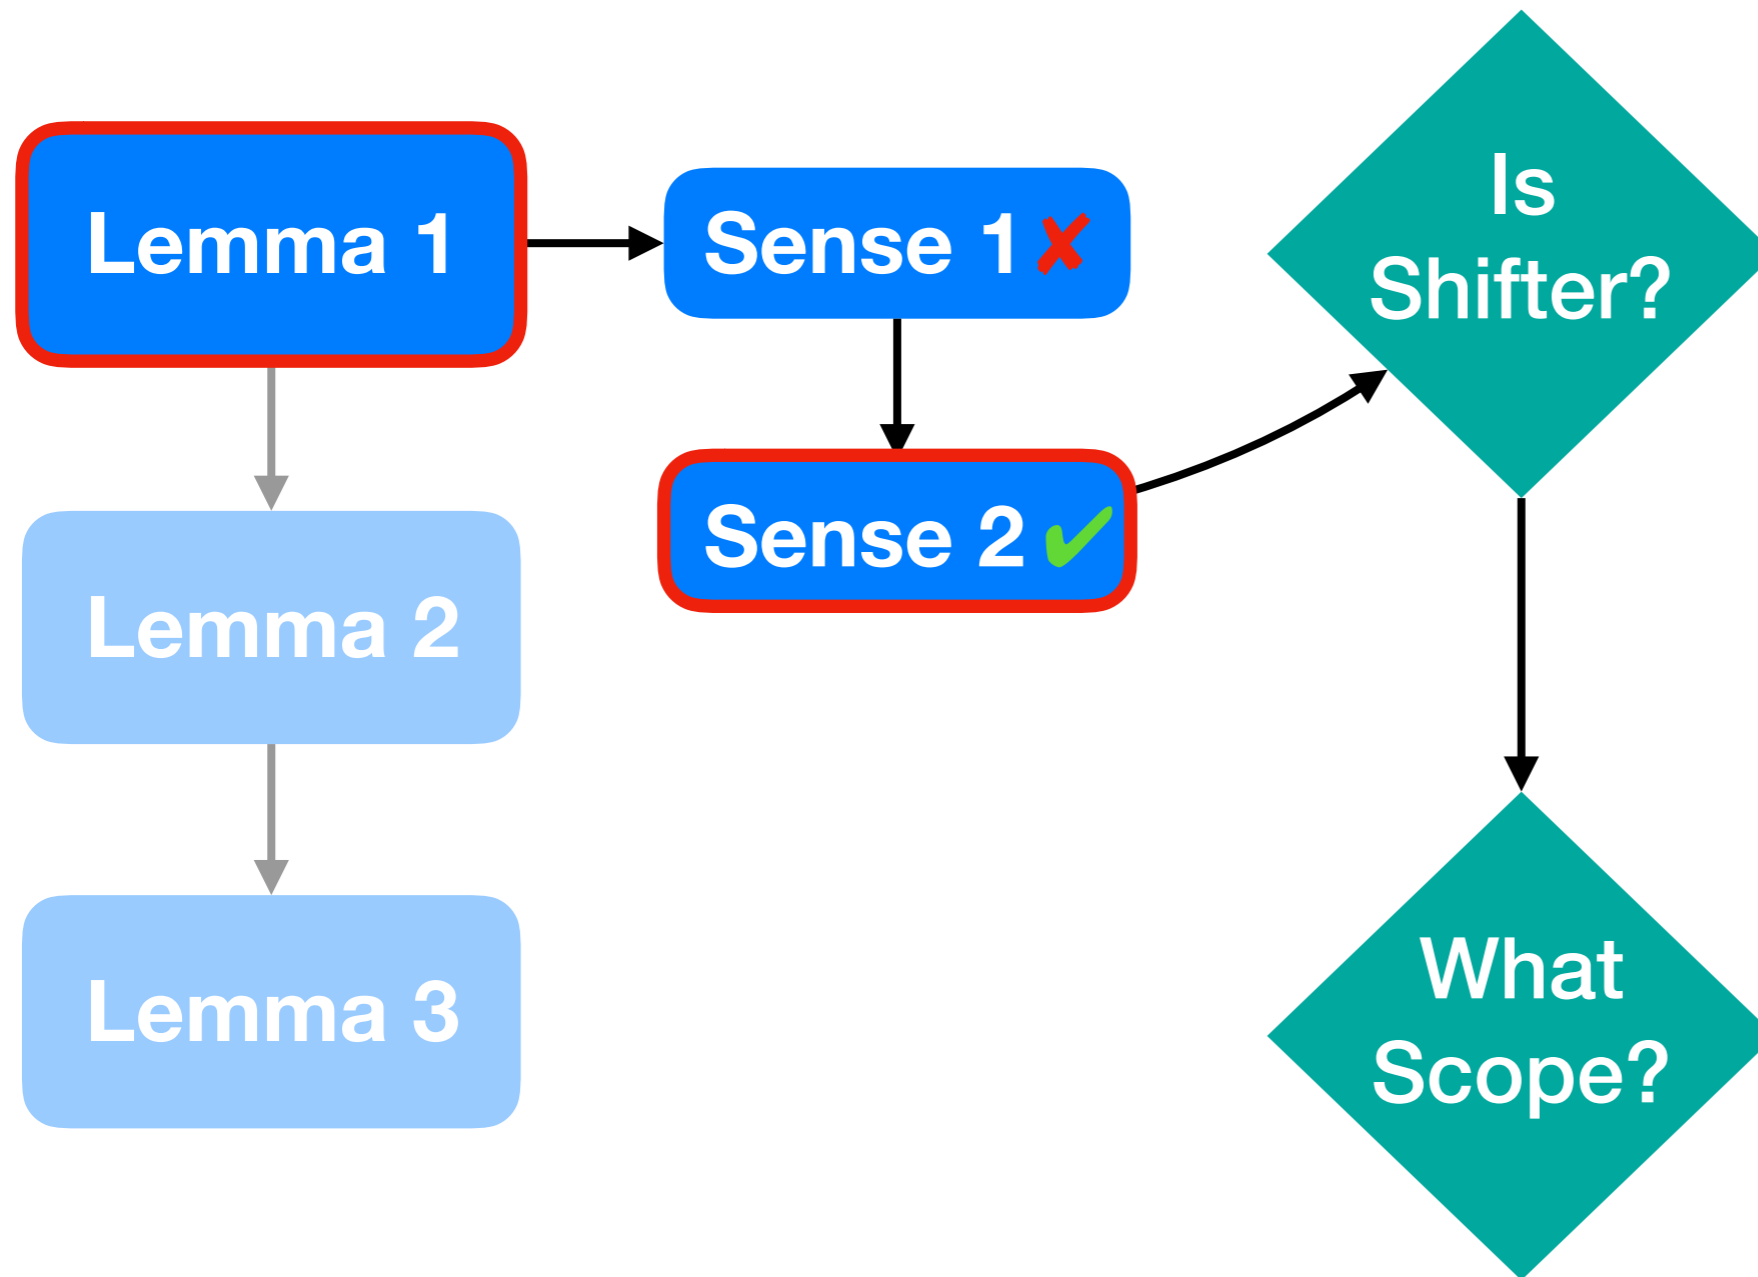 Lemma 1
Sense 1 ✘
Is
Shifter?
Sense 2 ✔
Lemma 2
Lemma 3
What
Scope?